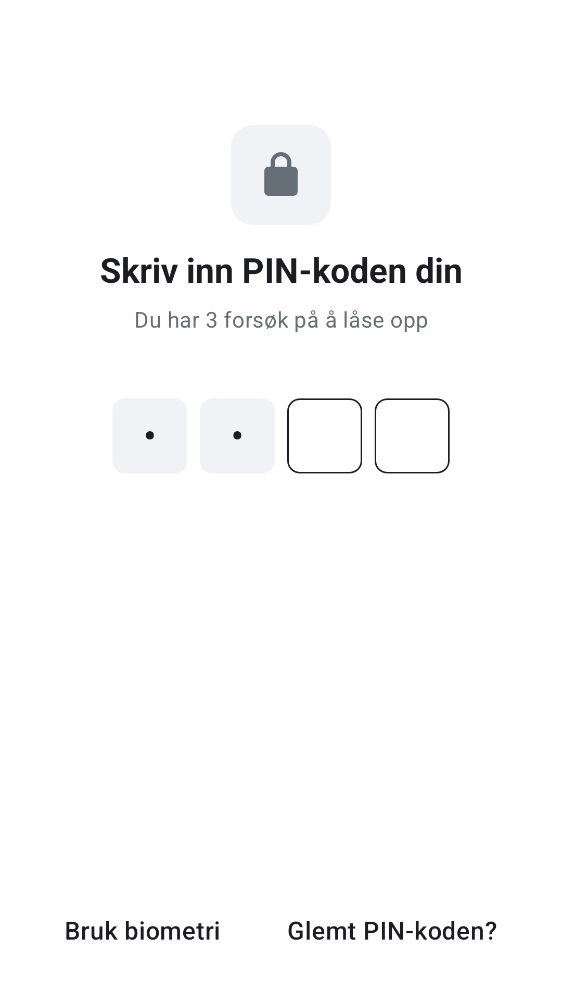 Skriv inn PIN-koden din
Du har 3 forsøk på å låse opp
Bruk biometri
Glemt PIN-koden?